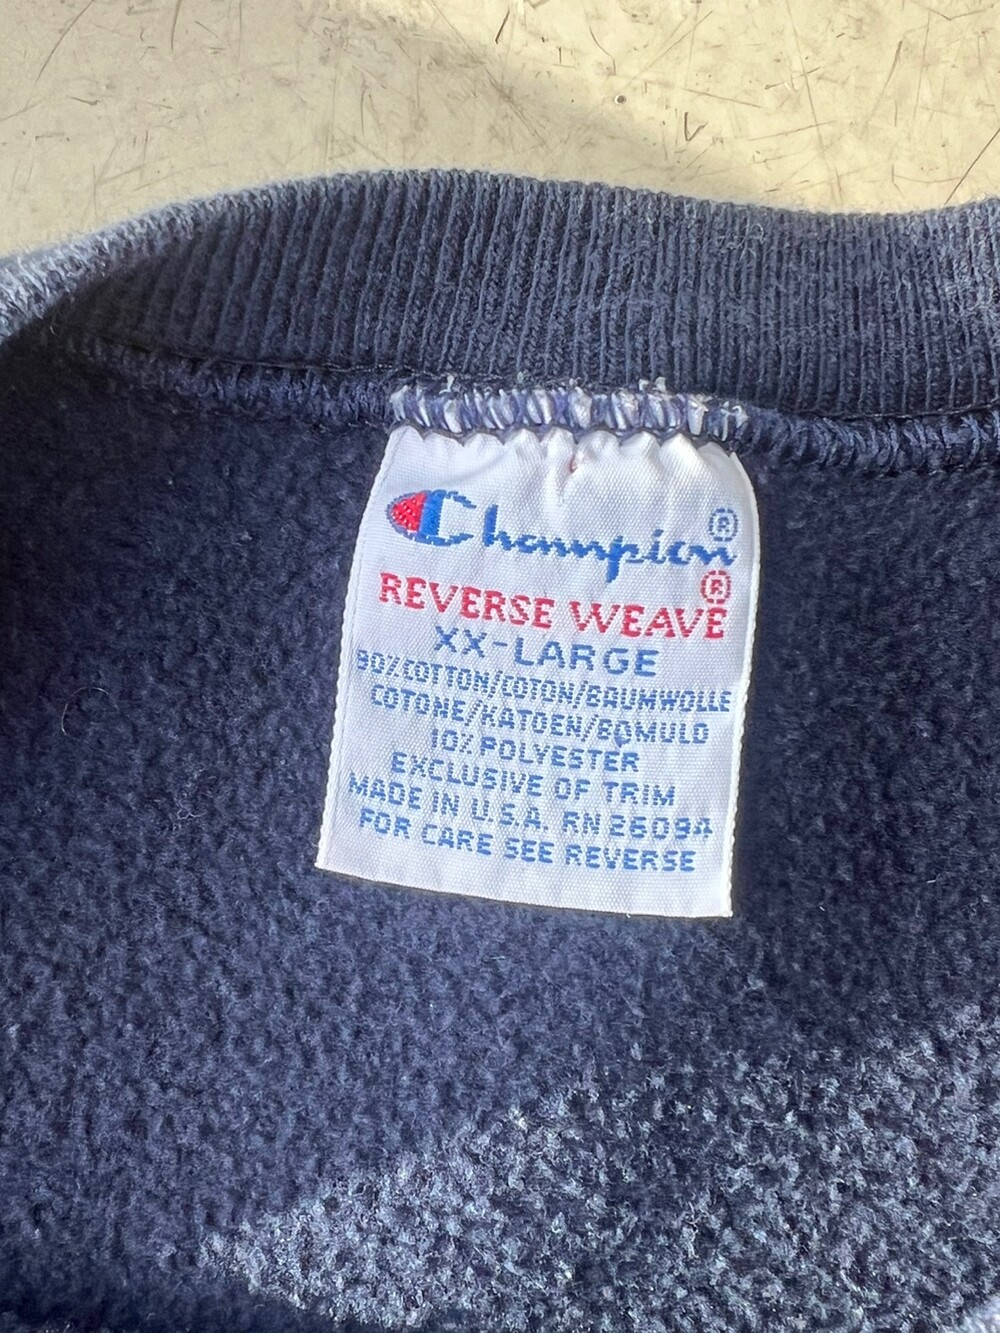 Champion®
REVERSE WEAVE®
XX-LARGE
90% COTTON/COTON/BAUMWOLLE
COTONE/KATOEN/BOMULD
10% POLYESTER
EXCLUSIVE OF TRIM
MADE IN U.S.A. RN 26094
FOR CARE SEE REVERSE